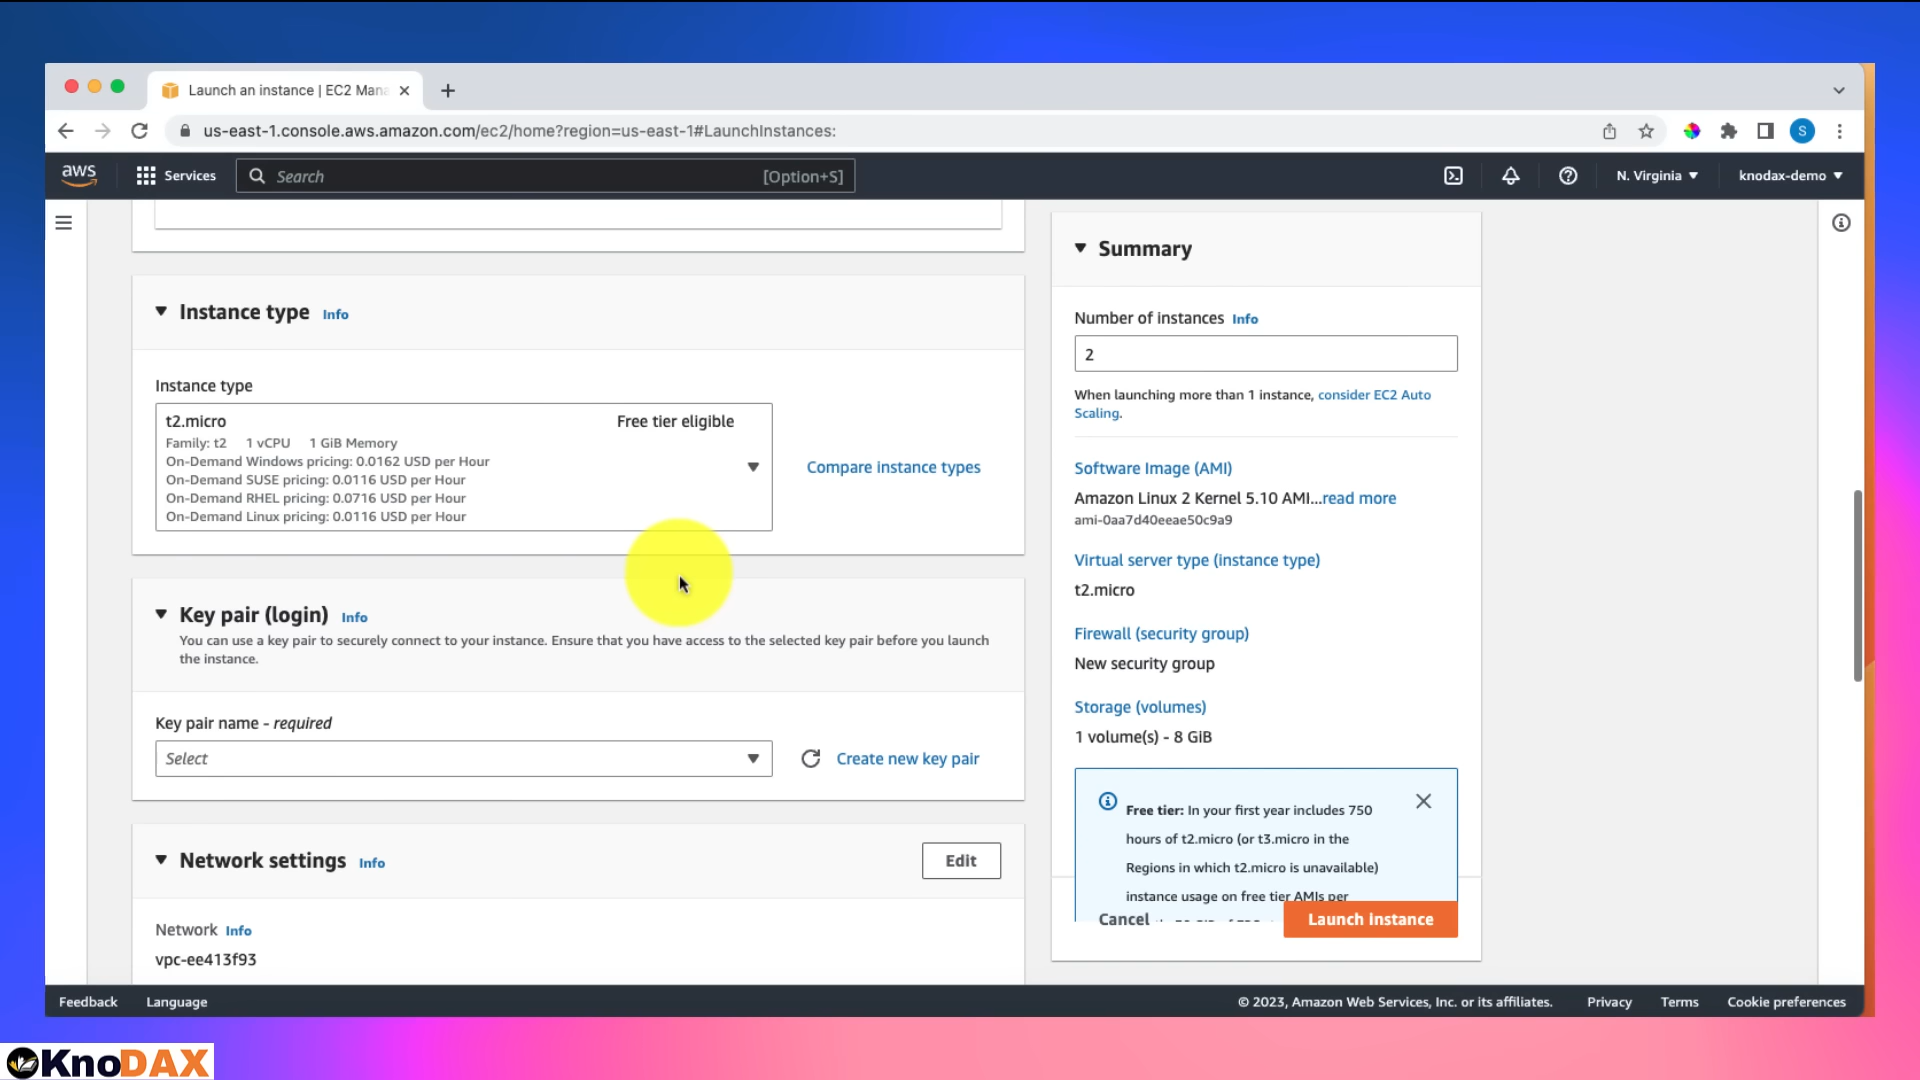 Launch an instance | EC2 Mana
us-east-1.console.aws.amazon.com/ec2/home?region=us-east-1#LaunchInstances:
S
aws
Services
Search
[Option+S]
N. Virginia
knodax-demo
Instance type Info
Instance type
t2.micro Free tier eligible
Family: t2 1 vCPU 1 GiB Memory
On-Demand Windows pricing: 0.0162 USD per Hour
On-Demand SUSE pricing: 0.0116 USD per Hour
On-Demand RHEL pricing: 0.0716 USD per Hour
On-Demand Linux pricing: 0.0116 USD per Hour
Compare instance types
Key pair (login) Info
You can use a key pair to securely connect to your instance. Ensure that you have access to the selected key pair before you launch
the instance.
Key pair name - required
Select
Create new key pair
Network settings Info
Edit
Network Info
vpc-ee413f93
Summary
Number of instances Info
2
When launching more than 1 instance, consider EC2 Auto
Scaling.
Software Image (AMI)
Amazon Linux 2 Kernel 5.10 AMI...read more
ami-0aa7d40eeae50c9a9
Virtual server type (instance type)
t2.micro
Firewall (security group)
New security group
Storage (volumes)
1 volume(s) - 8 GiB
Free tier: In your first year includes 750
hours of t2.micro (or t3.micro in the
Regions in which t2.micro is unavailable)
instance usage on free tier AMIs per
Cancel
Launch instance
Feedback
Language
© 2023, Amazon Web Services, Inc. or its affiliates.
Privacy
Terms
Cookie preferences
KnoDAX